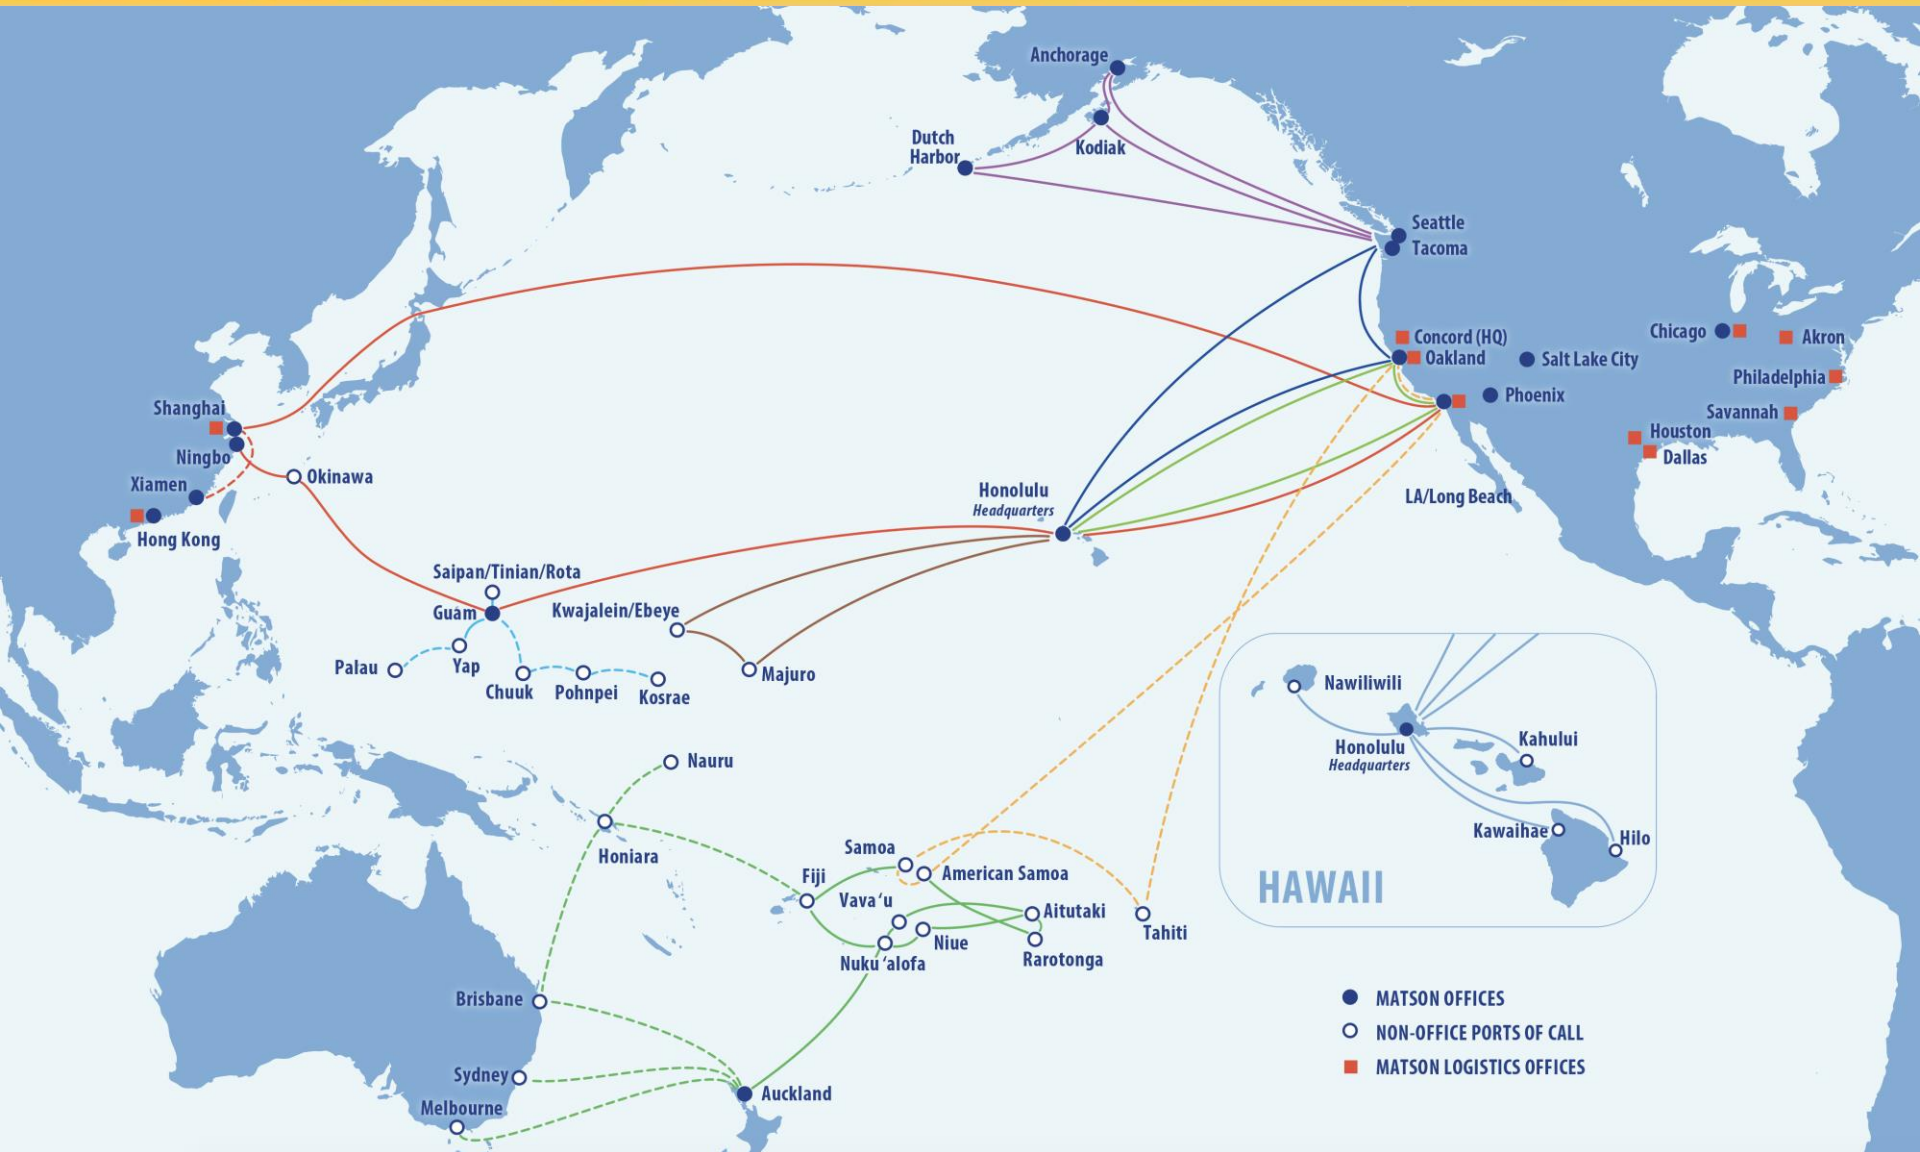 Anchorage
Dutch
Harbor
Kodiak
Seattle
Tacoma
Concord (HQ)
Oakland
Salt Lake City
Phoenix
Chicago
Akron
Philadelphia
Savannah
Houston
Dallas
LA/Long Beach
Shanghai
Ningbo
Xiamen
Hong Kong
Okinawa
Honolulu
Headquarters
Saipan/Tinian/Rota
Guam
Kwajalein/Ebeye
Palau
Yap
Chuuk
Pohnpei
Kosrae
Majuro
Nauru
Honiara
Samoa
American Samoa
Fiji
Vava‘u
Aitutaki
Niue
Nuku‘alofa
Rarotonga
Tahiti
Brisbane
Sydney
Melbourne
Auckland
Nawiliwili
Honolulu
Headquarters
Kahului
Kawaihae
Hilo
HAWAII
MATSON OFFICES
NON-OFFICE PORTS OF CALL
MATSON LOGISTICS OFFICES